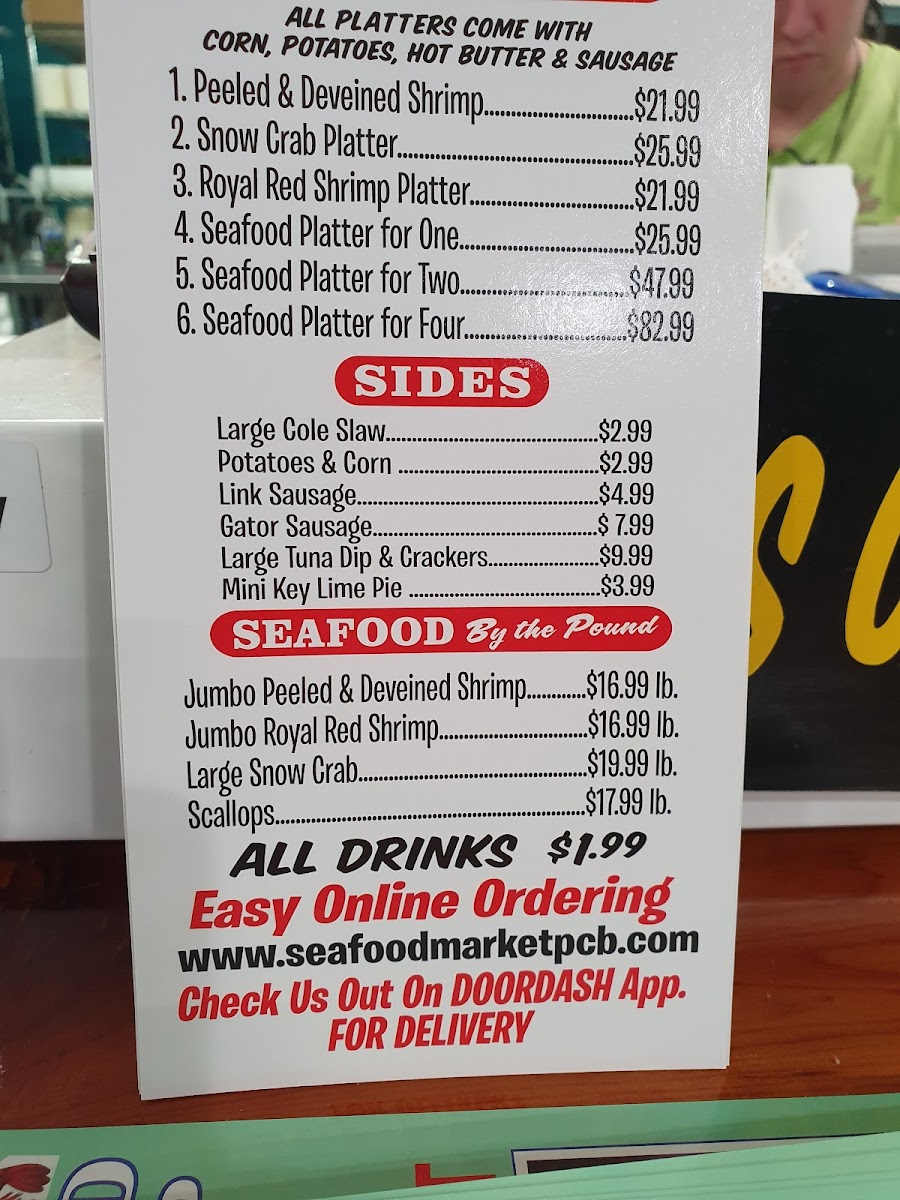 ALL PLATTERS COME WITH
CORN, POTATOES, HOT BUTTER & SAUSAGE
1. Peeled & Deveined Shrimp..............................$21.99
2. Snow Crab Platter..............................$25.99
3. Royal Red Shrimp Platter..............................$21.99
4. Seafood Platter for One..............................$25.99
5. Seafood Platter for Two..............................$47.99
6. Seafood Platter for Four..............................$82.99
SIDES
Large Cole Slaw..............................$2.99
Potatoes & Corn ..............................$2.99
Link Sausage..............................$4.99
Gator Sausage..............................$ 7.99
Large Tuna Dip & Crackers..............................$9.99
Mini Key Lime Pie ..............................$3.99
SEAFOOD By the Pound
Jumbo Peeled & Deveined Shrimp............$16.99 lb.
Jumbo Royal Red Shrimp..............................$16.99 lb.
Large Snow Crab..............................$19.99 lb.
Scallops..............................$17.99 lb.
ALL DRINKS $1.99
Easy Online Ordering
www.seafoodmarketpcb.com
Check Us Out On DOORDASH App.
FOR DELIVERY